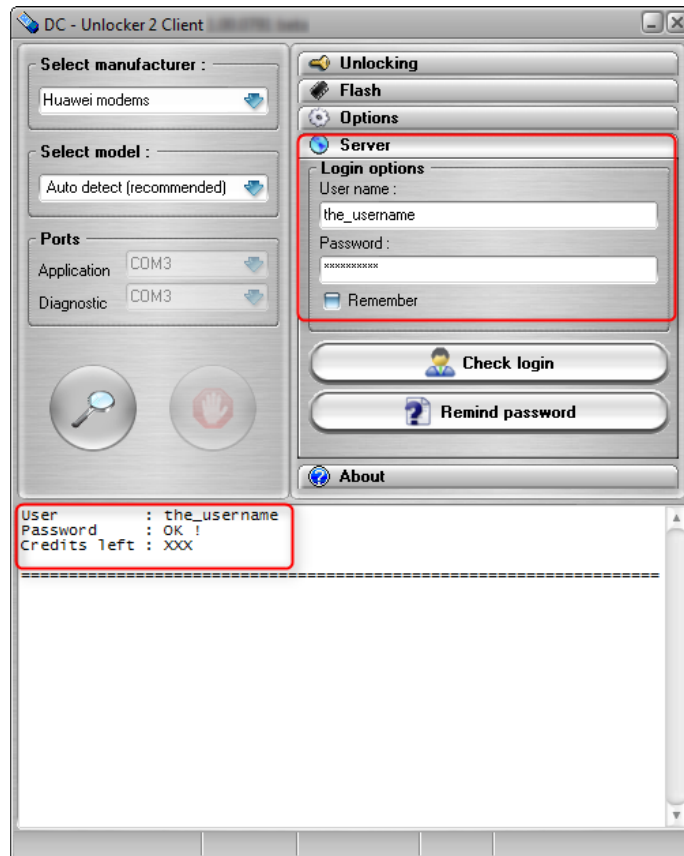 DC - Unlocker 2 Client
Select manufacturer :
Huawei modems
Select model :
Auto detect (recommended)
Ports
Application COM3
Diagnostic COM3
Unlocking
Flash
Options
Server
Login options
User name :
the_username
Password :
××××××××××
Remember
Check login
Remind password
About
User : the_username
Password : OK !
Credits left : XXX
===================================================================